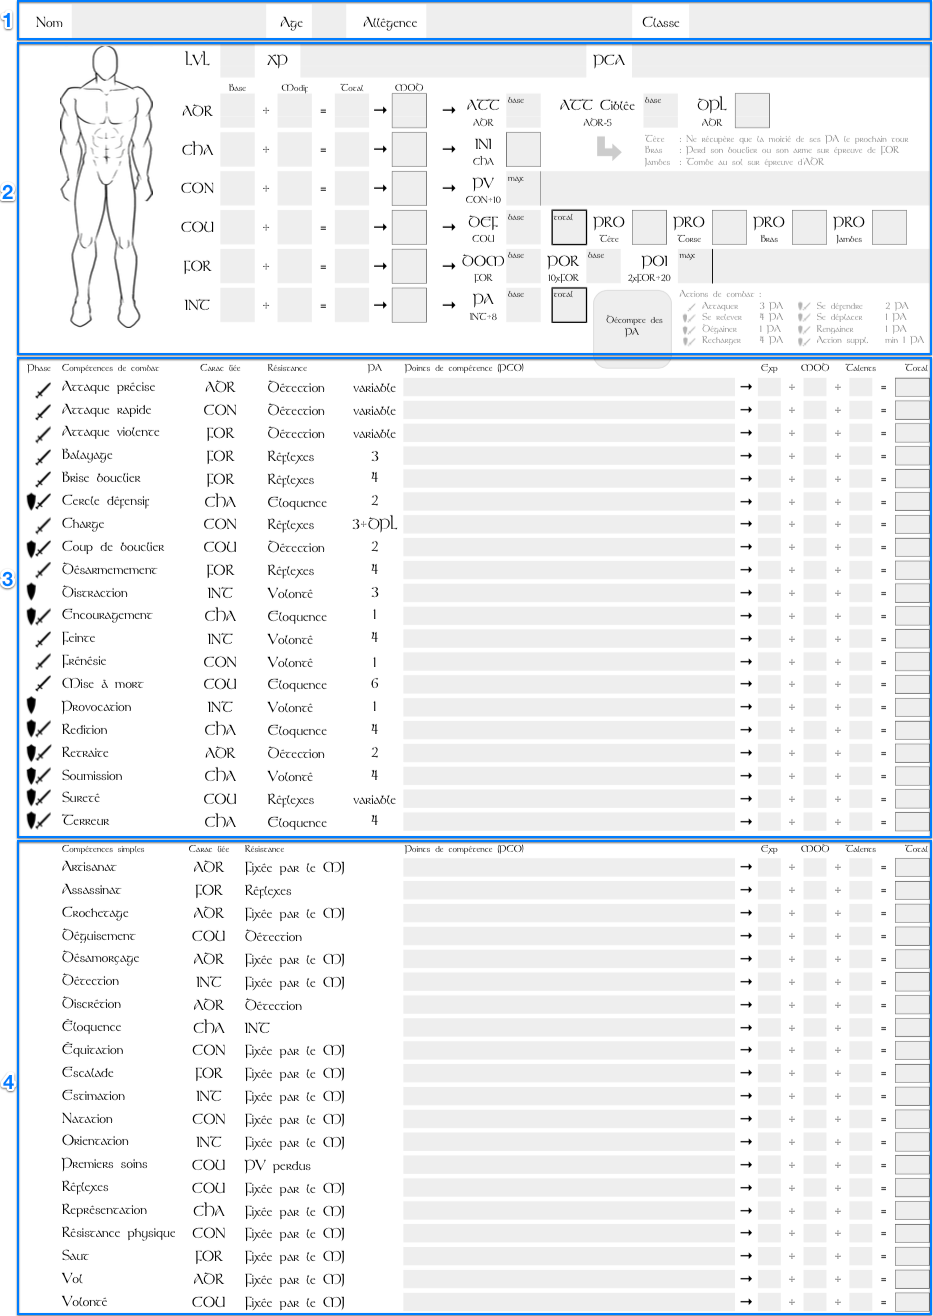 1
Nom Age Allégence Classe
2
LVL XP PCA
Base Modif Total MOD
ADR + = → → ATT base ADR ATT Ciblée base ADR-5 DPL ADR
Tête : Ne récupère que la moitié de ses PA le prochain tour
Bras : Perd son bouclier ou son arme sur épreuve de FOR
Jambes : Tombe au sol sur épreuve d'ADR
CHA + = → → INI CHA
CON + = → → PV max CON+10
COU + = → → DEF base COU total PRO Tête PRO Torse PRO Bras PRO Jambes
FOR + = → → DOM base FOR POR base 10xFOR POI max 2xFOR+20
INT + = → → PA base INT+8 total Décompte des PA
Actions de combat :
Attaquer 3 PA Se défendre 2 PA
Se relever 4 PA Se déplacer 1 PA
Dégainer 1 PA Rengainer 1 PA
Recharger 4 PA Action suppl. min 1 PA
3
Phase Compétences de combat Carac liée Résistance PA Points de compétence (PCO) Exp MOD Talents Total
Attaque précise ADR Détection variable → + + =
Attaque rapide CON Détection variable → + + =
Attaque violente FOR Détection variable → + + =
Balayage FOR Réflexes 3 → + + =
Brise bouclier FOR Réflexes 4 → + + =
Cercle défensif CHA Eloquence 2 → + + =
Charge CON Réflexes 3+DPL → + + =
Coup de bouclier COU Détection 2 → + + =
Désarmemement FOR Réflexes 4 → + + =
Distraction INT Volonté 3 → + + =
Encouragement CHA Eloquence 1 → + + =
Feinte INT Volonté 4 → + + =
Frénésie CON Volonté 1 → + + =
Mise à mort COU Eloquence 6 → + + =
Provocation INT Volonté 1 → + + =
Redition CHA Eloquence 4 → + + =
Retraite ADR Détection 2 → + + =
Soumission CHA Volonté 4 → + + =
Sureté COU Réflexes variable → + + =
Terreur CHA Eloquence 4 → + + =
4
Compétences simples Carac liée Résistance Points de compétence (PCO) Exp MOD Talents Total
Artisanat ADR Fixée par le MJ → + + =
Assassinat FOR Réflexes → + + =
Crochetage ADR Fixée par le MJ → + + =
Déguisement COU Détection → + + =
Désamorçage ADR Fixée par le MJ → + + =
Détection INT Fixée par le MJ → + + =
Discrétion ADR Détection → + + =
Éloquence CHA INT → + + =
Équitation CON Fixée par le MJ → + + =
Escalade FOR Fixée par le MJ → + + =
Estimation INT Fixée par le MJ → + + =
Natation CON Fixée par le MJ → + + =
Orientation INT Fixée par le MJ → + + =
Premiers soins COU PV perdus → + + =
Réflexes COU Fixée par le MJ → + + =
Représentation CHA Fixée par le MJ → + + =
Résistance physique CON Fixée par le MJ → + + =
Saut FOR Fixée par le MJ → + + =
Vol ADR Fixée par le MJ → + + =
Volonté COU Fixée par le MJ → + + =